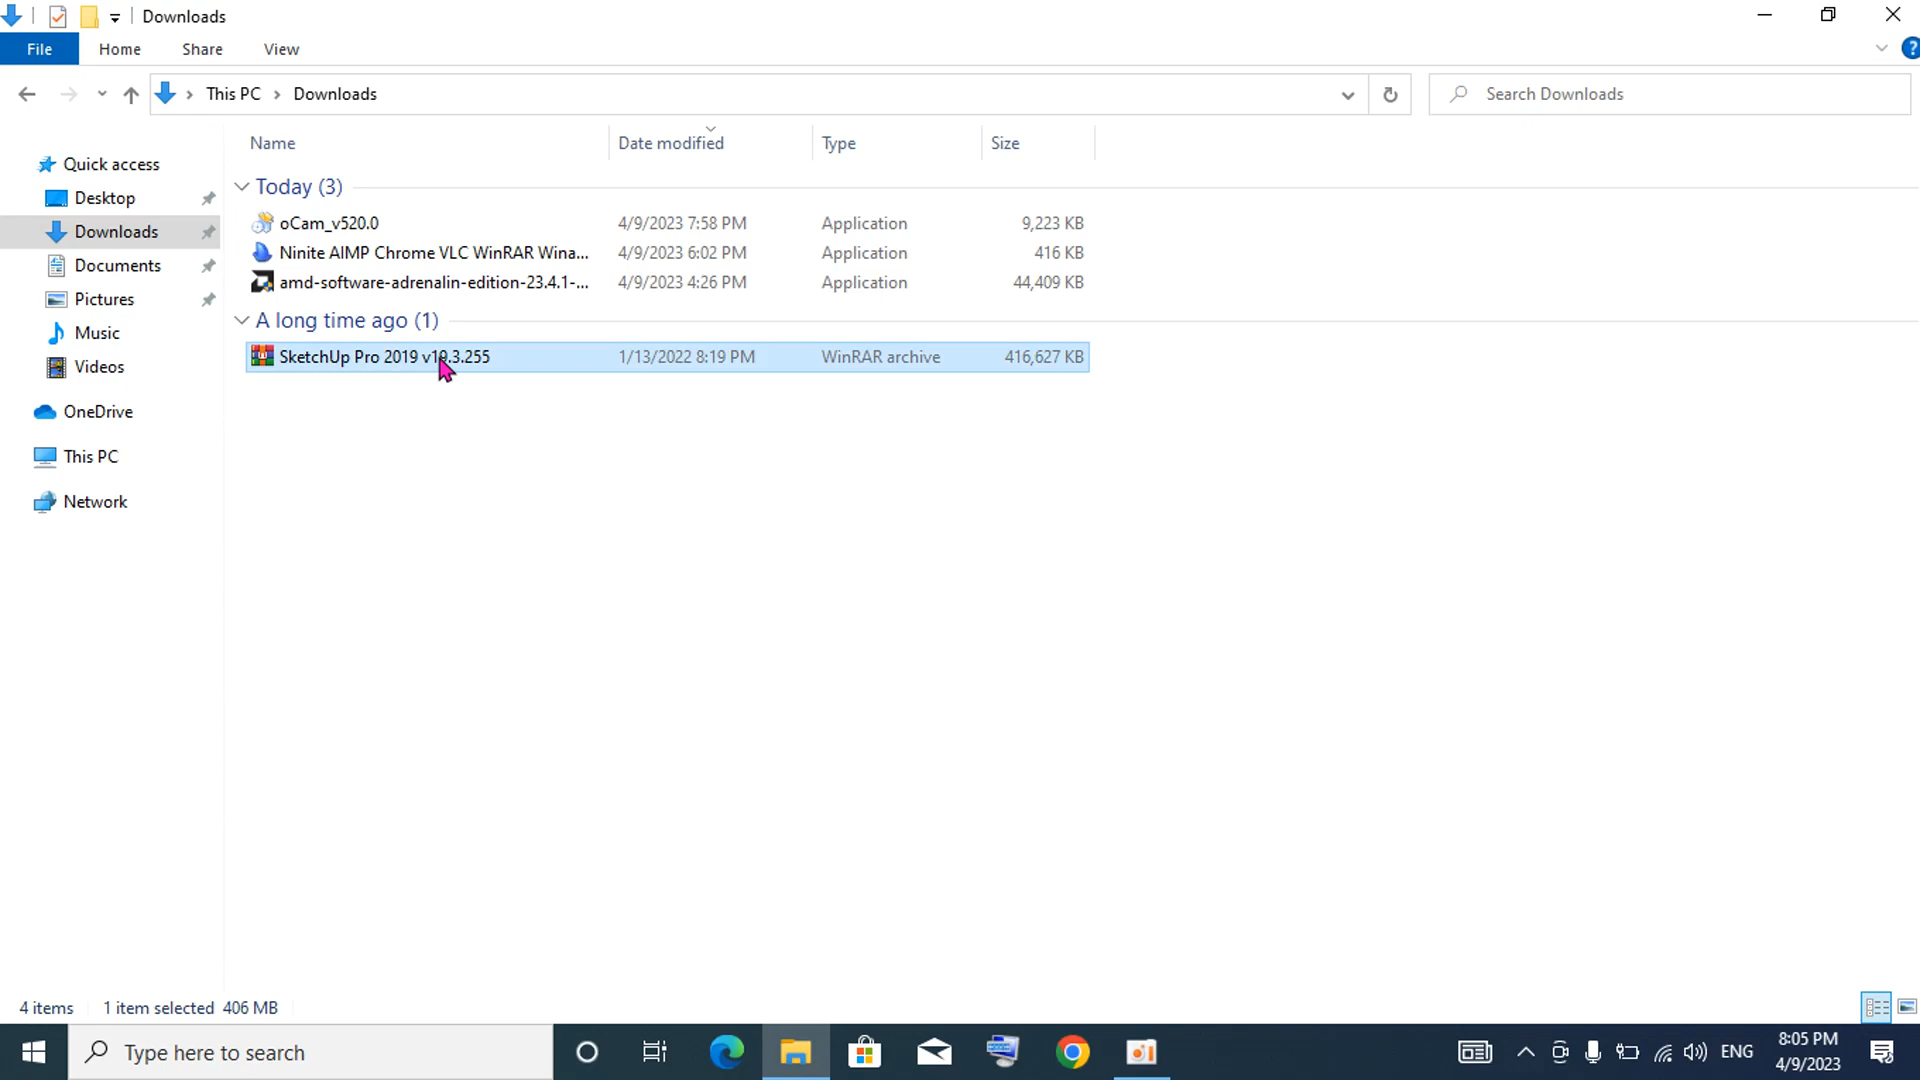 Downloads
File Home Share View
This PC Downloads
Search Downloads
Name Date modified Type Size
Quick access
Desktop
Downloads
Documents
Pictures
Music
Videos
OneDrive
This PC
Network
Today (3)
oCam_v520.0 4/9/2023 7:58 PM Application 9,223 KB
Ninite AIMP Chrome VLC WinRAR Wina... 4/9/2023 6:02 PM Application 416 KB
amd-software-adrenalin-edition-23.4.1-... 4/9/2023 4:26 PM Application 44,409 KB
A long time ago (1)
SketchUp Pro 2019 v19.3.255 1/13/2022 8:19 PM WinRAR archive 416,627 KB
4 items 1 item selected 406 MB
Type here to search
ENG
8:05 PM
4/9/2023